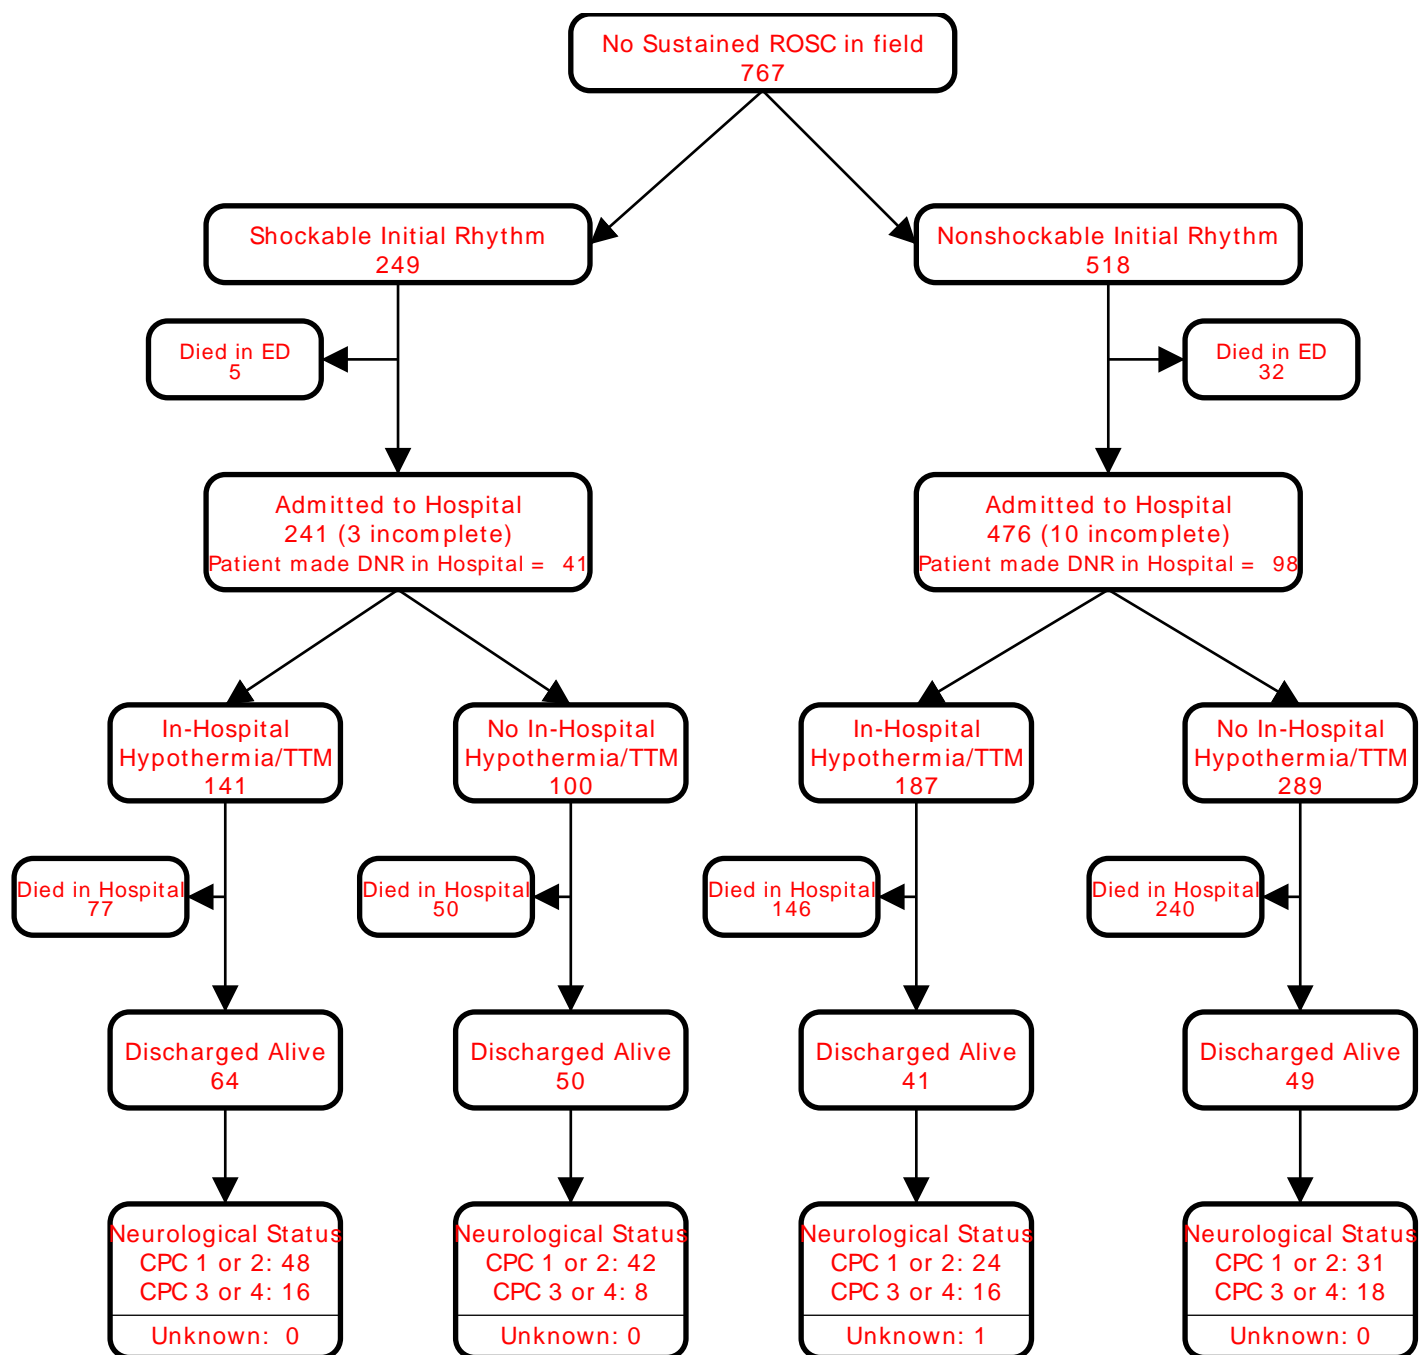 No Sustained ROSC in field
767
Shockable Initial Rhythm
249
Nonshockable Initial Rhythm
518
Died in ED
5
Died in ED
32
Admitted to Hospital
241 (3 incomplete)
Patient made DNR in Hospital = 41
Admitted to Hospital
476 (10 incomplete)
Patient made DNR in Hospital = 98
In-Hospital
Hypothermia/TTM
141
No In-Hospital
Hypothermia/TTM
100
In-Hospital
Hypothermia/TTM
187
No In-Hospital
Hypothermia/TTM
289
Died in Hospital
77
Died in Hospital
50
Died in Hospital
146
Died in Hospital
240
Discharged Alive
64
Discharged Alive
50
Discharged Alive
41
Discharged Alive
49
Neurological Status
CPC 1 or 2: 48
CPC 3 or 4: 16
Unknown: 0
Neurological Status
CPC 1 or 2: 42
CPC 3 or 4: 8
Unknown: 0
Neurological Status
CPC 1 or 2: 24
CPC 3 or 4: 16
Unknown: 1
Neurological Status
CPC 1 or 2: 31
CPC 3 or 4: 18
Unknown: 0